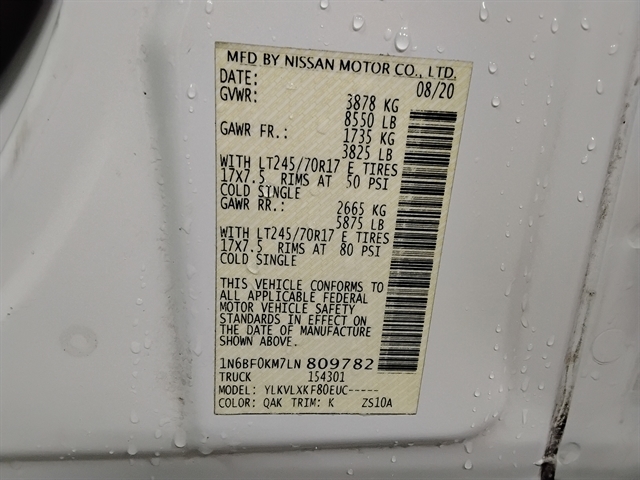 MFD BY NISSAN MOTOR CO., LTD.
DATE: 08/20
GVWR: 3878 KG
8550 LB
GAWR FR.: 1735 KG
3825 LB
WITH LT245/70R17 E TIRES
17X7.5 RIMS AT 50 PSI
COLD SINGLE
GAWR RR.: 2665 KG
5875 LB
WITH LT245/70R17 E TIRES
17X7.5 RIMS AT 80 PSI
COLD SINGLE
THIS VEHICLE CONFORMS TO
ALL APPLICABLE FEDERAL
MOTOR VEHICLE SAFETY
STANDARDS IN EFFECT ON
THE DATE OF MANUFACTURE
SHOWN ABOVE.
1N6BF0KM7LN 809782
TRUCK 154301
MODEL: YLKVLXKF80EUC-----
COLOR: QAK TRIM: K ZS10A